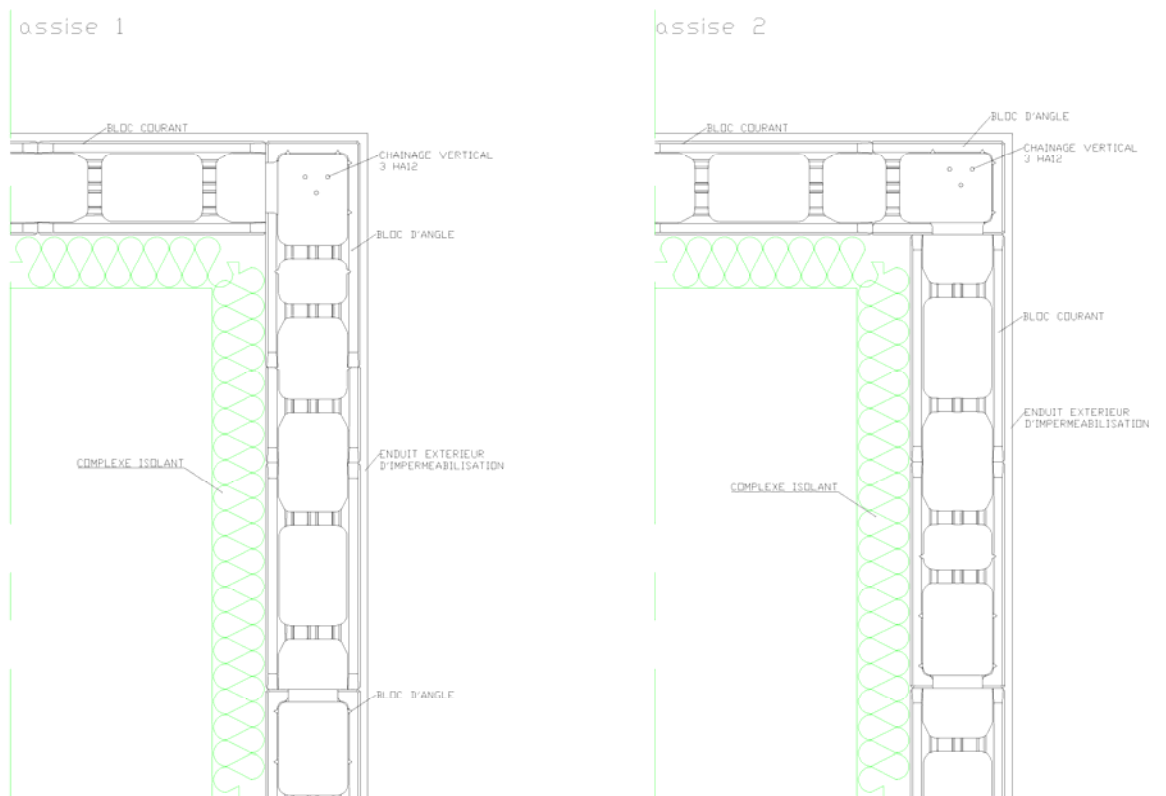 assise 1
BLOC COURANT
CHAINAGE VERTICAL
3 HA12
BLOC D'ANGLE
COMPLEXE ISOLANT
ENDUIT EXTERIEUR
D'IMPERMEABILISATION
BLOC D'ANGLE
assise 2
BLOC COURANT
BLOC D'ANGLE
CHAINAGE VERTICAL
3 HA12
BLOC COURANT
ENDUIT EXTERIEUR
D'IMPERMEABILISATION
COMPLEXE ISOLANT